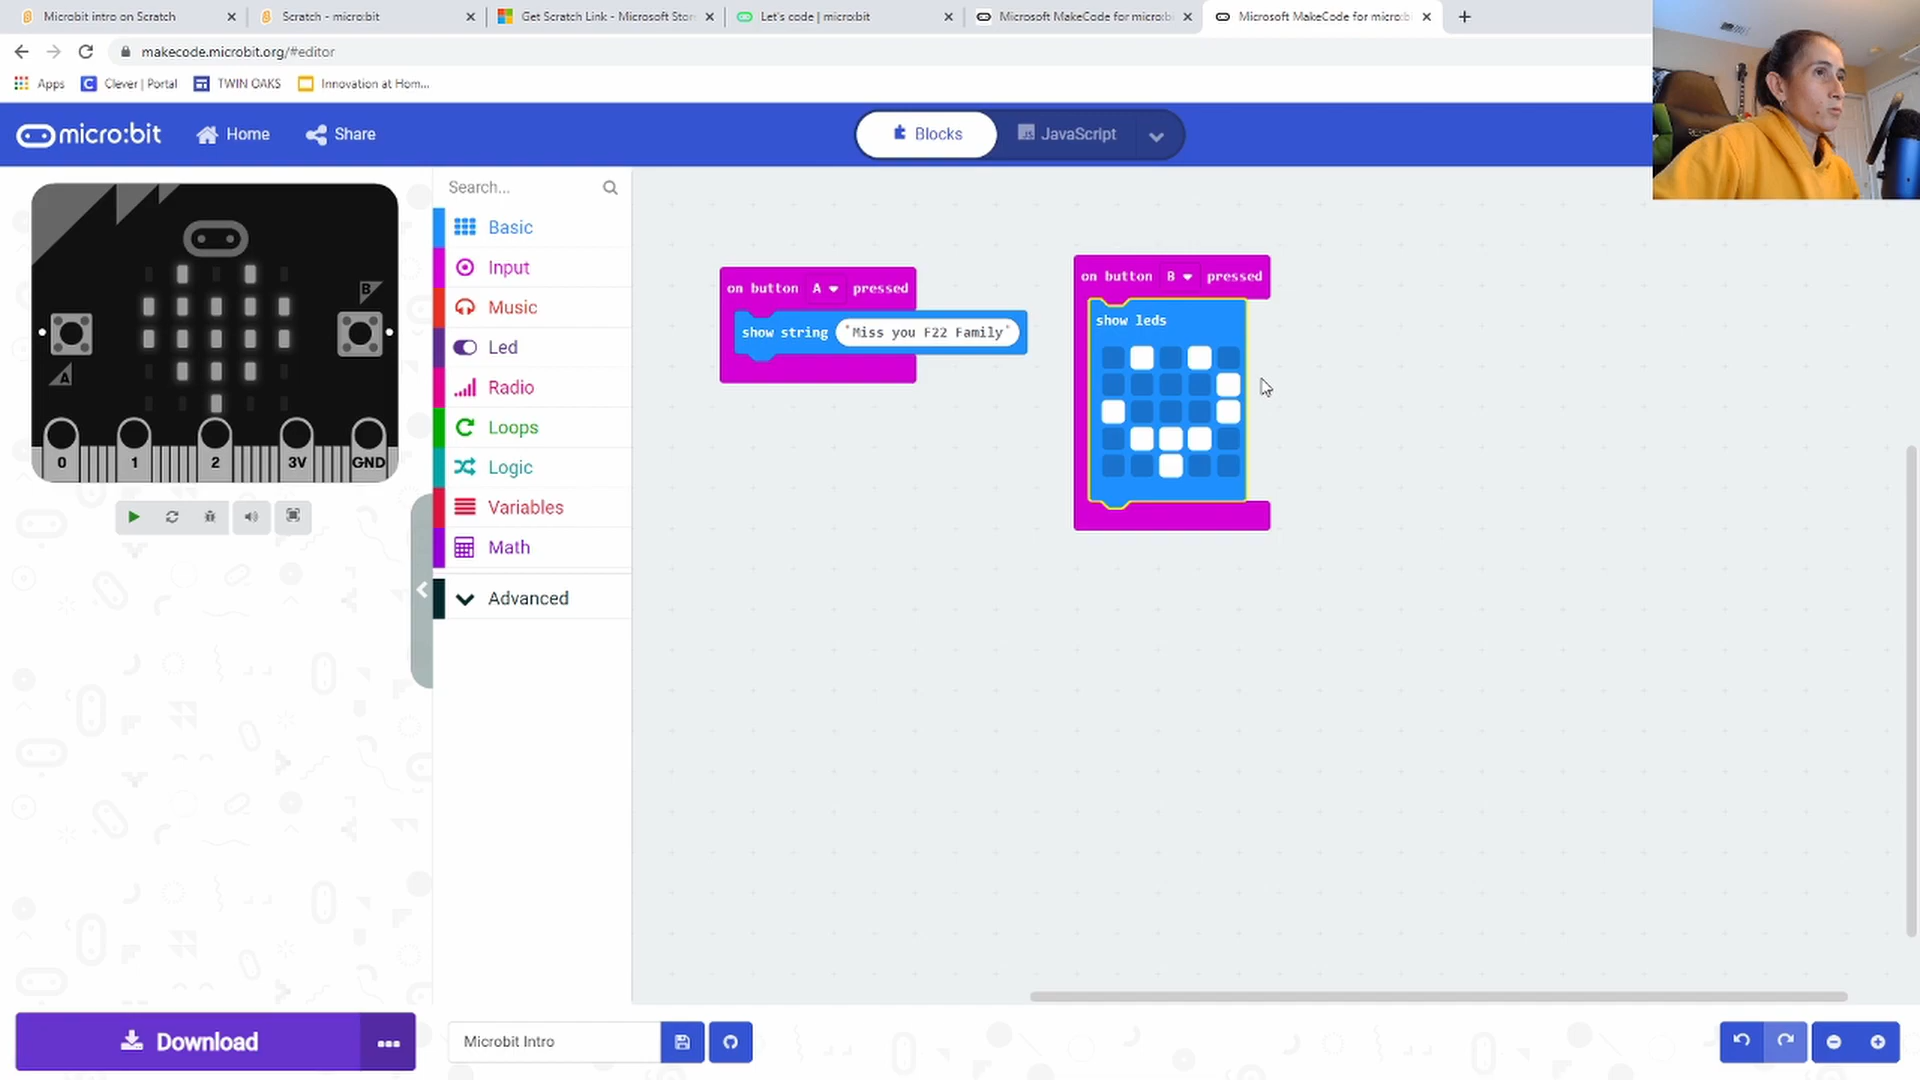 Microbit intro on Scratch
Scratch - micro:bit
Get Scratch Link - Microsoft Stor
Let's code | microbit
Microsoft MakeCode for micro:b
Microsoft MakeCode for micro:b
makecode.microbit.org/#editor
Apps
Clever | Portal
TWIN OAKS
Innovation at Hom...
micro:bit
Home
Share
Blocks
JS
JavaScript
B
A
0
1
2
3V
GND
Search...
Basic
Input
Music
Led
Radio
Loops
Logic
Variables
Math
Advanced
on button A pressed
show string "Miss you F22 Family"
on button B pressed
show leds
Download
Microbit Intro